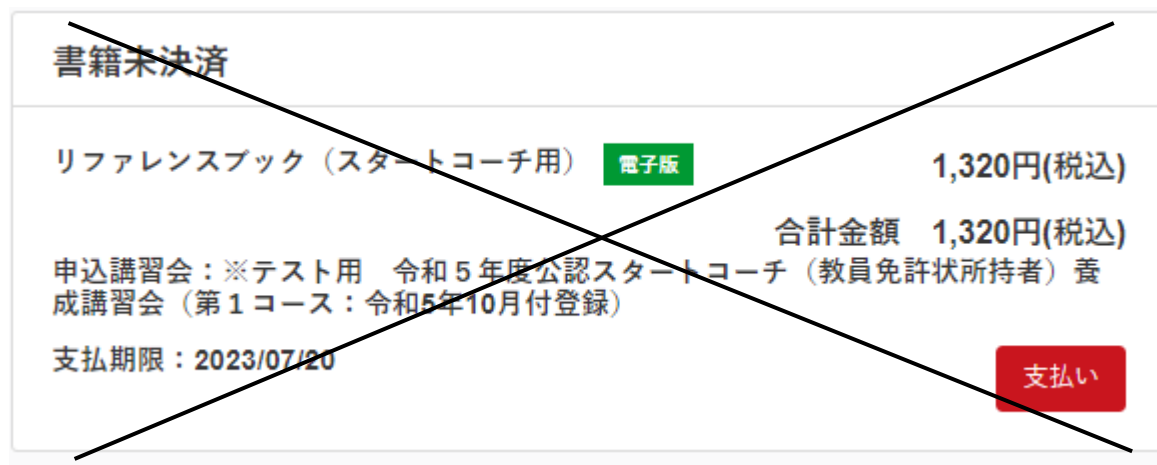 書籍未決済
リファレンスブック（スタートコーチ用） 電子版 1,320円(税込)
合計金額 1,320円(税込)
申込講習会：※テスト用　令和５年度公認スタートコーチ（教員免許状所持者）養
成講習会（第１コース：令和5年10月付登録）
支払期限：2023/07/20
支払い